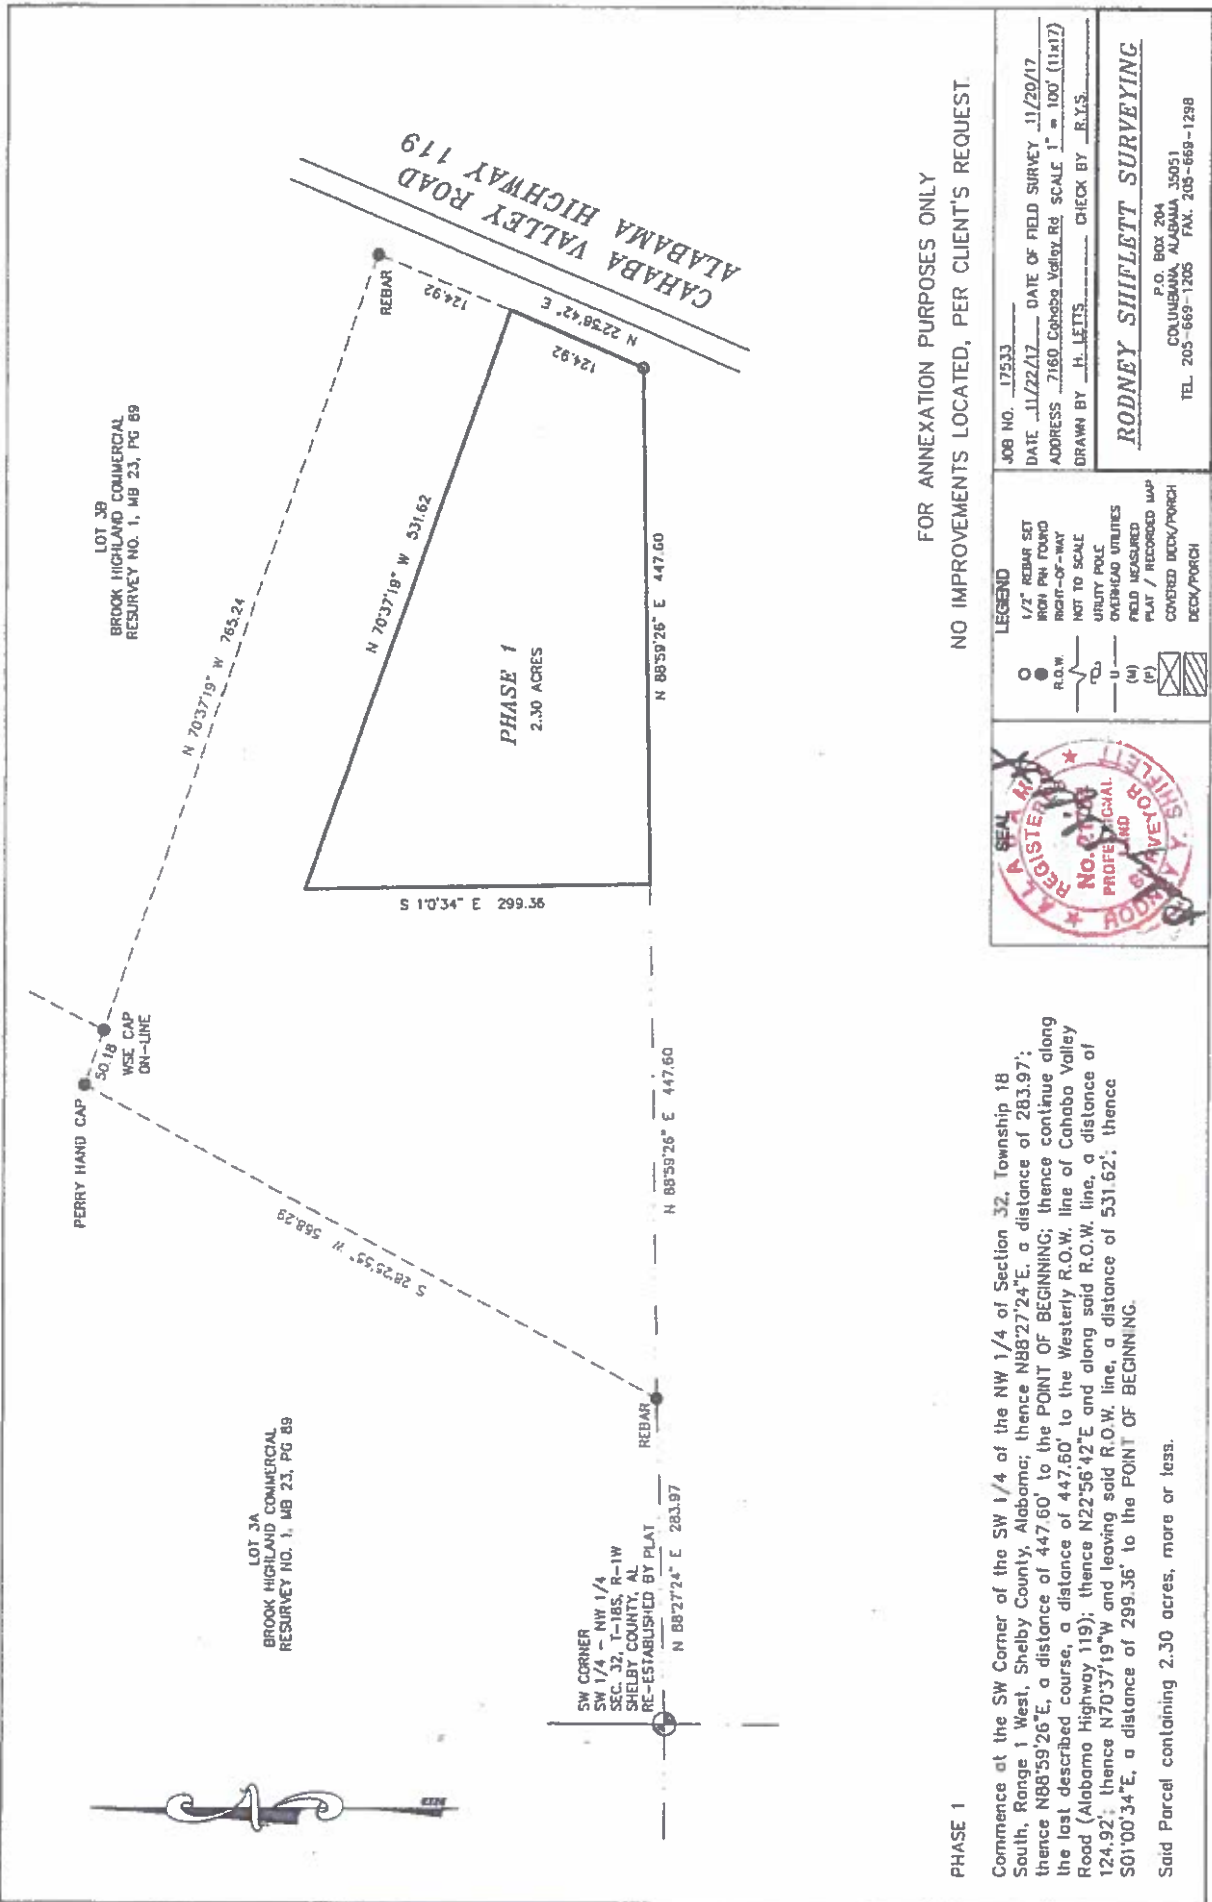 LOT 3B
BROOK HIGHLAND COMMERCIAL
RESURVEY NO. 1, MB 23, PG 89
LOT 3A
BROOK HIGHLAND COMMERCIAL
RESURVEY NO. 1, MB 23, PG 89
PERRY HAND CAP
50.18
WSE CAP
ON-LINE
N 70°37'19" W 765.24
REBAR
124.92
CAHABA VALLEY ROAD
ALABAMA HIGHWAY 119
N 22°56'42" E
124.92
N 70°37'19" W 531.62
PHASE 1
2.30 ACRES
S 1°0'34" E 299.36
N 88°59'26" E 447.60
N 88°59'26" E 447.60
S 28°25'55" W 568.29
REBAR
SW CORNER
SW 1/4 - NW 1/4
SEC. 32, T-18S, R-1W
SHELBY COUNTY, AL
RE-ESTABLISHED BY PLAT
N 88°27'24" E 283.97
FOR ANNEXATION PURPOSES ONLY
NO IMPROVEMENTS LOCATED, PER CLIENT'S REQUEST
PHASE 1
Commence at the SW Corner of the SW 1/4 of the NW 1/4 of Section 32, Township 18
South, Range 1 West, Shelby County, Alabama; thence N88°27'24"E, a distance of 283.97';
thence N88°59'26"E, a distance of 447.60' to the POINT OF BEGINNING; thence continue along
the last described course, a distance of 447.60' to the Westerly R.O.W. line of Cahaba Valley
Road (Alabama Highway 119); thence N22°56'42"E and along said R.O.W. line, a distance of
124.92'; thence N70°37'19"W and leaving said R.O.W. line, a distance of 531.62'; thence
S01°00'34"E, a distance of 299.36' to the POINT OF BEGINNING.
Said Parcel containing 2.30 acres, more or less.
SEAL
ALABAMA
REGISTERED
No.
PROFESSIONAL
LAND
SURVEYOR
RODNEY Y. SHIFLETT
LEGEND
1/2" REBAR SET
IRON PIN FOUND
R.O.W. RIGHT-OF-WAY
NOT TO SCALE
UTILITY POLE
U OVERHEAD UTILITIES
(M) FIELD MEASURED
(P) PLAT / RECORDED MAP
COVERED DECK/PORCH
DECK/PORCH
JOB NO. 17533
DATE 11/22/17 DATE OF FIELD SURVEY 11/20/17
ADDRESS 7160 Cahaba Valley Rd SCALE 1" = 100' (11x17)
DRAWN BY H. LETTS CHECK BY R.Y.S.
RODNEY SHIFLETT SURVEYING
P.O. BOX 204
COLUMBIANA, ALABAMA 35051
TEL. 205-669-1205 FAX. 205-669-1298